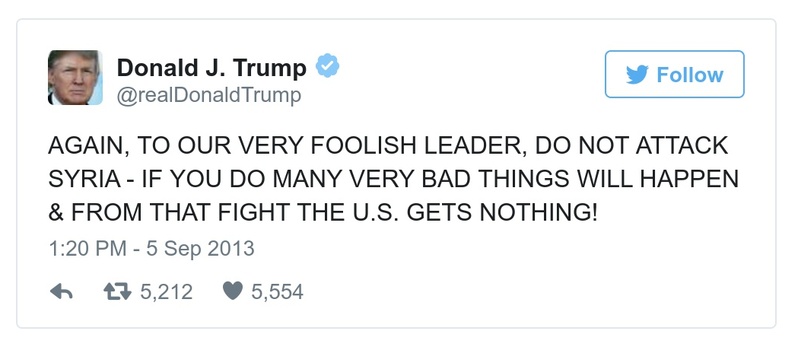 Donald J. Trump
@realDonaldTrump
Follow
AGAIN, TO OUR VERY FOOLISH LEADER, DO NOT ATTACK
SYRIA - IF YOU DO MANY VERY BAD THINGS WILL HAPPEN
& FROM THAT FIGHT THE U.S. GETS NOTHING!
1:20 PM - 5 Sep 2013
5,212 5,554